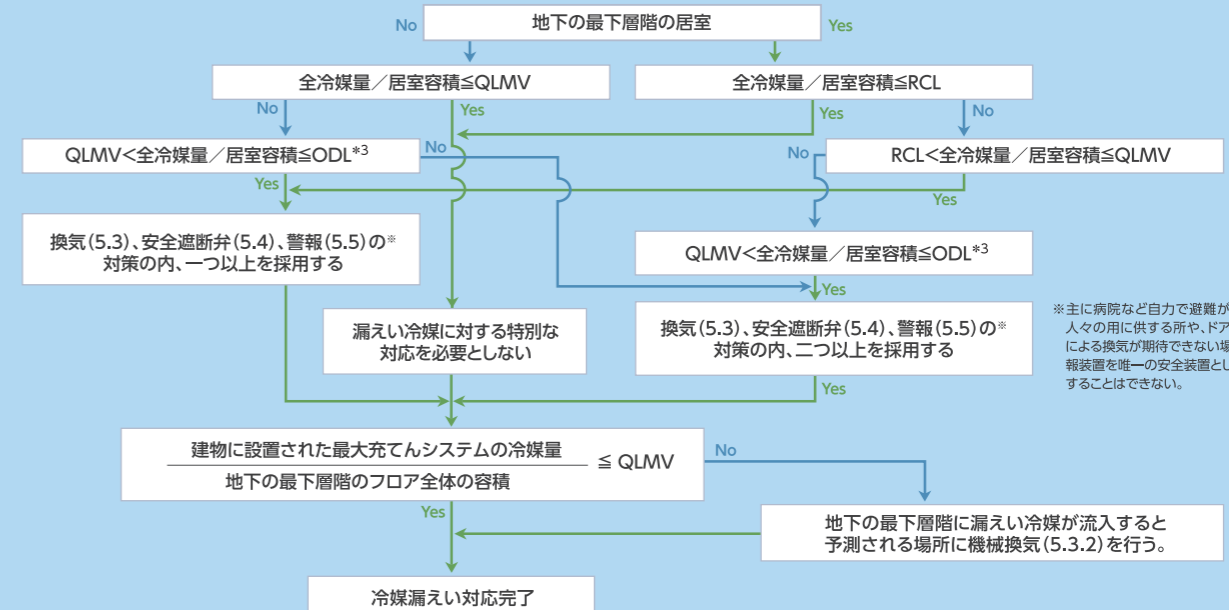 地下の最下層階の居室
No
Yes
全冷媒量／居室容積≦QLMV
全冷媒量／居室容積≦RCL
No
Yes
Yes
No
QLMV<全冷媒量／居室容積≦ODL*3
No
No
RCL<全冷媒量／居室容積≦QLMV
Yes
Yes
換気(5.3)、安全遮断弁(5.4)、警報(5.5)の※
対策の内、一つ以上を採用する
QLMV<全冷媒量／居室容積≦ODL*3
Yes
漏えい冷媒に対する特別な
対応を必要としない
換気(5.3)、安全遮断弁(5.4)、警報(5.5)の※
対策の内、二つ以上を採用する
※主に病院など自力で避難が
人々の用に供する所や、ドア
による換気が期待できない場
報装置を唯一の安全装置とし
することはできない。
Yes
建物に設置された最大充てんシステムの冷媒量
地下の最下層階のフロア全体の容積
≦ QLMV
No
Yes
地下の最下層階に漏えい冷媒が流入すると
予測される場所に機械換気(5.3.2)を行う。
冷媒漏えい対応完了